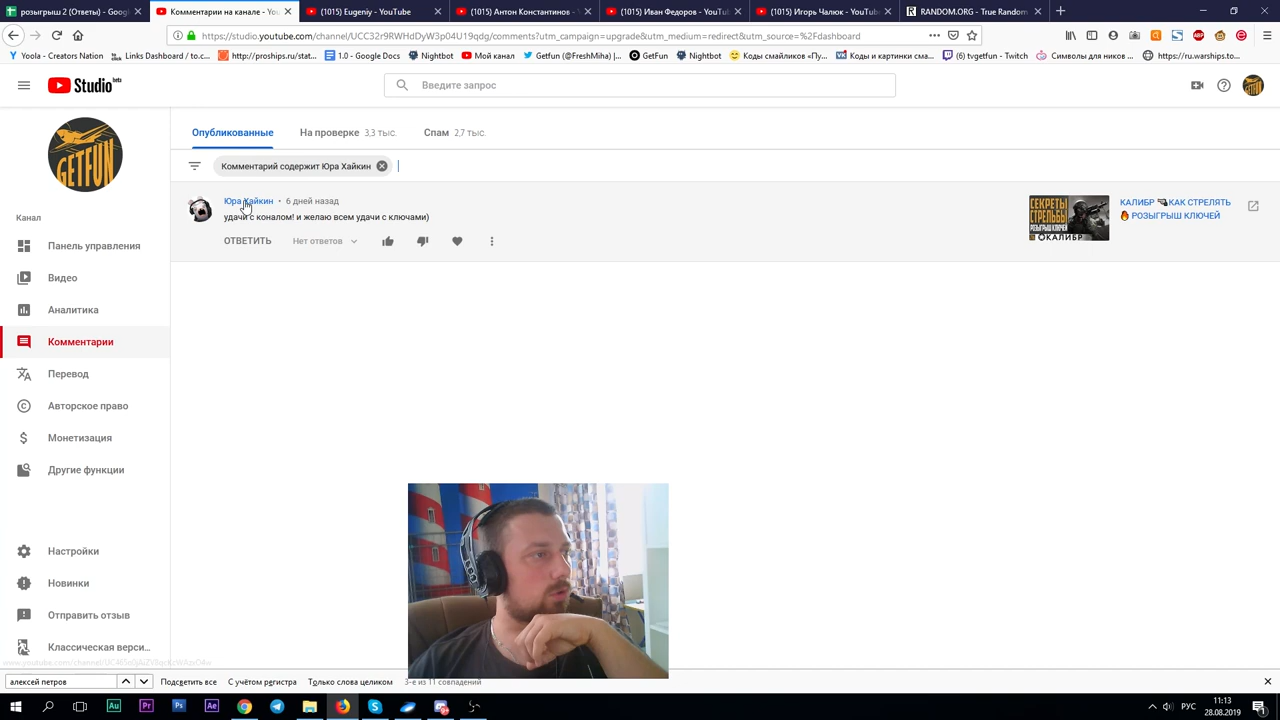 розыгрыши 2 (Ответы) - Goog
Комментарии на канале - You
(1015) Eugeniy - YouTube
(1015) Антон Константинов -
(1015) Иван Федоров - YouTu
(1015) Игорь Чалюк - YouTube
RANDOM.ORG - True Random
https://studio.youtube.com/channel/UCC32r9RWHdDyW3p04U19qdg/comments?utm_campaign=upgrade&utm_medium=redirect&utm_source=%2Fdashboard
Yoola - Creators Nation
Links Dashboard / to.c...
http://proships.ru/stat...
1.0 - Google Docs
Nightbot
Мой канал
Getfun (@FreshMiha) |...
GetFun
Nightbot
Коды смайликов «Пу...
Коды и картинки сма...
(6) tvgetfun - Twitch
Символы для ников...
https://ru.warships.to...
Studio beta
Введите запрос
GETFUN
Канал
Панель управления
Видео
Аналитика
Комментарии
Перевод
Авторское право
Монетизация
Другие функции
Настройки
Новинки
Отправить отзыв
Классическая верси...
Опубликованные
На проверке 3,3 тыс.
Спам 2,7 тыс.
Комментарий содержит Юра Хайкин
Юра Хайкин • 6 дней назад
удачи с коналом! и желаю всем удачи с ключами)
ОТВЕТИТЬ
Нет ответов
СЕКРЕТЫ
СТРЕЛЬБЫ
РОЗЫГРЫШ КЛЮЧЕЙ
КАЛИБР
КАЛИБР КАК СТРЕЛЯТЬ
РОЗЫГРЫШ КЛЮЧЕЙ
алексей петров
Подсветить все
С учётом регистра
Только слова целиком
3-е из 11 совпадений
РУС
11:13
28.08.2019